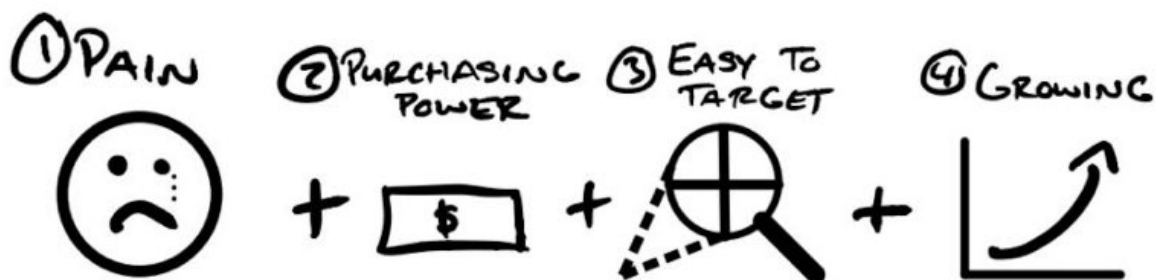 ① PAIN
② PURCHASING
POWER
③ EASY TO
TARGET
④ GROWING
+ $ + +